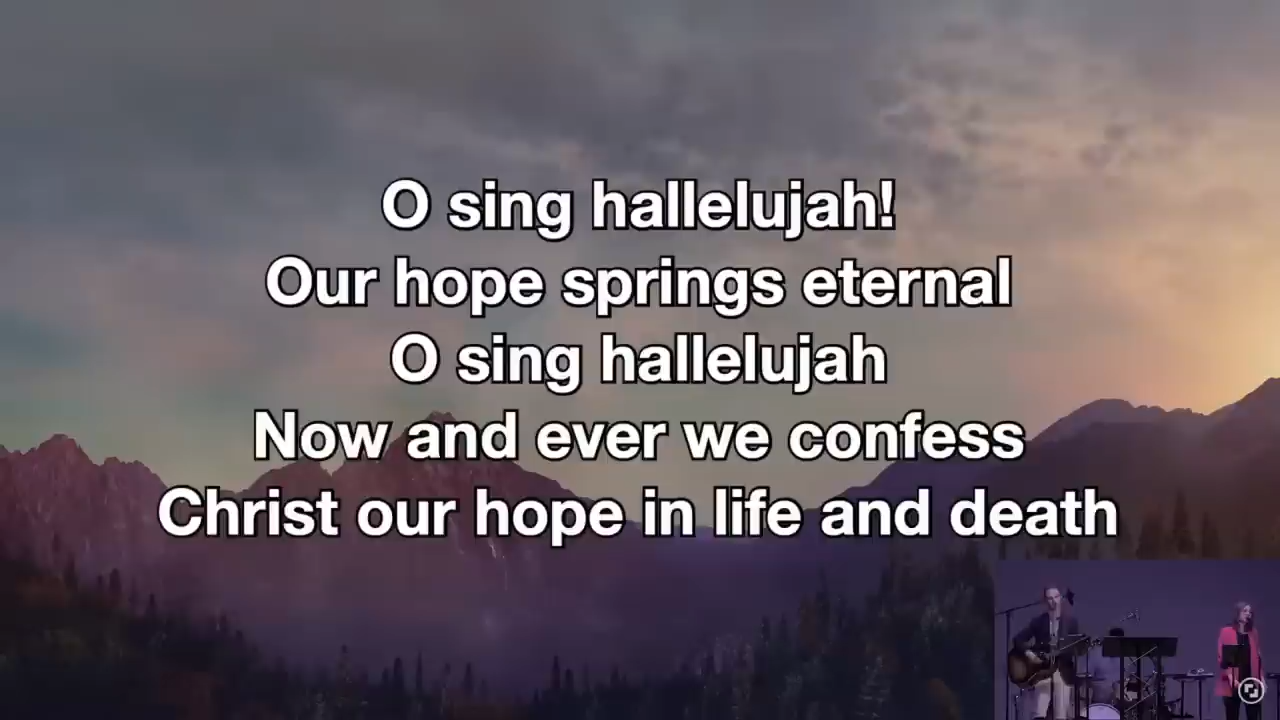 O sing hallelujah!
Our hope springs eternal
O sing hallelujah
Now and ever we confess
Christ our hope in life and death